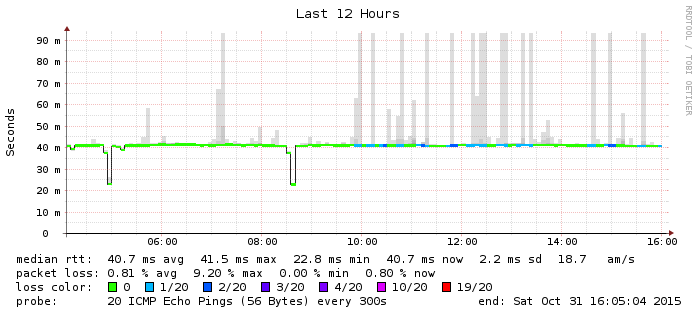 Last 12 Hours
RRDTOOL / TOBI OETIKER
Seconds
90 m
80 m
70 m
60 m
50 m
40 m
30 m
20 m
10 m
0
06:00 08:00 10:00 12:00 14:00 16:00
median rtt: 40.7 ms avg 41.5 ms max 22.8 ms min 40.7 ms now 2.2 ms sd 18.7 am/s
packet loss: 0.81 % avg 9.20 % max 0.00 % min 0.80 % now
loss color: 0 1/20 2/20 3/20 4/20 10/20 19/20
probe: 20 ICMP Echo Pings (56 Bytes) every 300s end: Sat Oct 31 16:05:04 2015